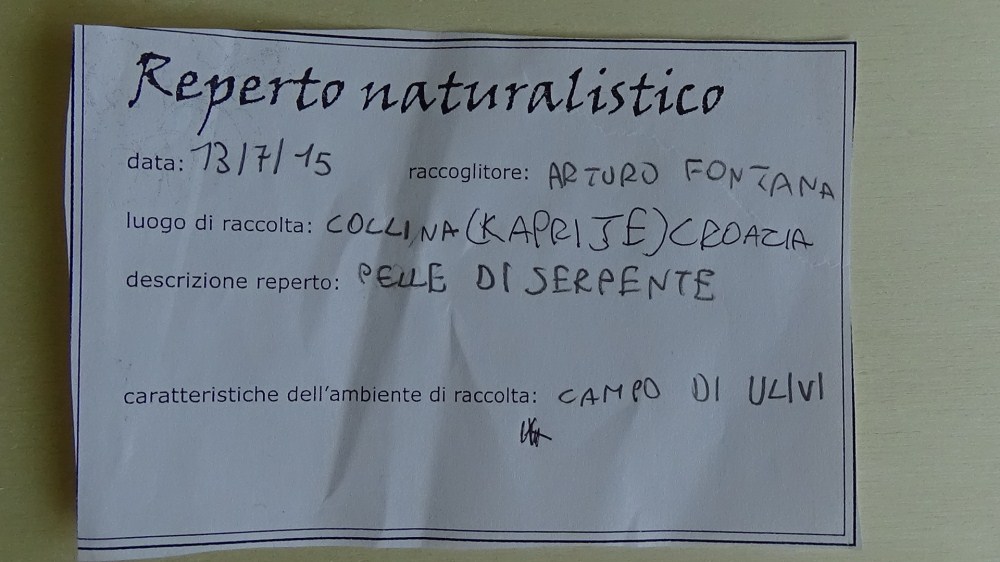 Reperto naturalistico
data: 13/7/15 raccoglitore: ARTURO FONTANA
luogo di raccolta: COLLINA (KAPRIJE) CROAZIA
descrizione reperto: PELLE DI SERPENTE
caratteristiche dell'ambiente di raccolta: CAMPO DI ULIVI